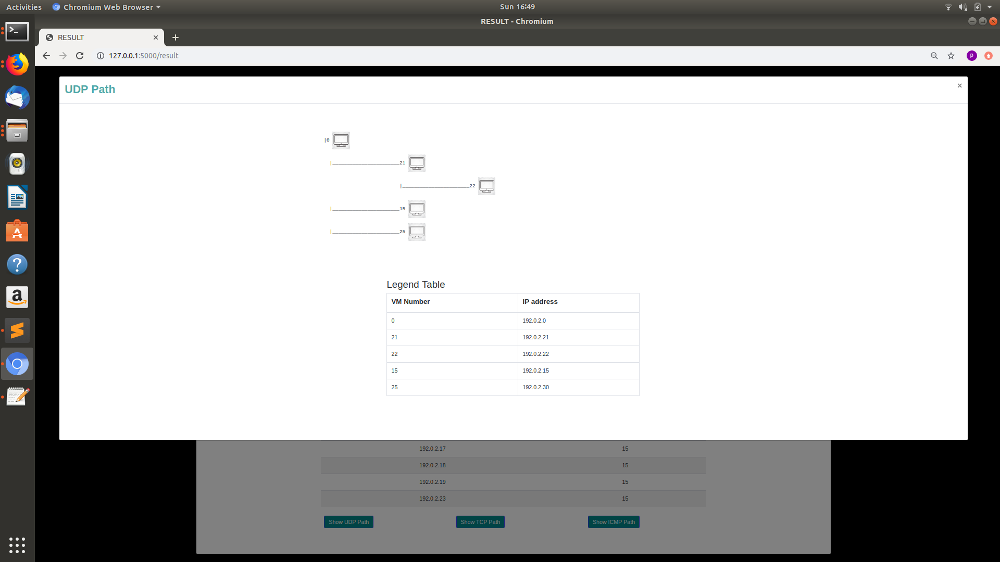 Activities Chromium Web Browser Sun 16:49
RESULT - Chromium
RESULT
127.0.0.1:5000/result p
UDP Path ×
|0
|_______________________21
|_______________________22
|_______________________15
|_______________________25
Legend Table
VM Number IP address
0 192.0.2.0
21 192.0.2.21
22 192.0.2.22
15 192.0.2.15
25 192.0.2.30
192.0.2.17 15
192.0.2.18 15
192.0.2.19 15
192.0.2.23 15
Show UDP Path Show TCP Path Show ICMP Path